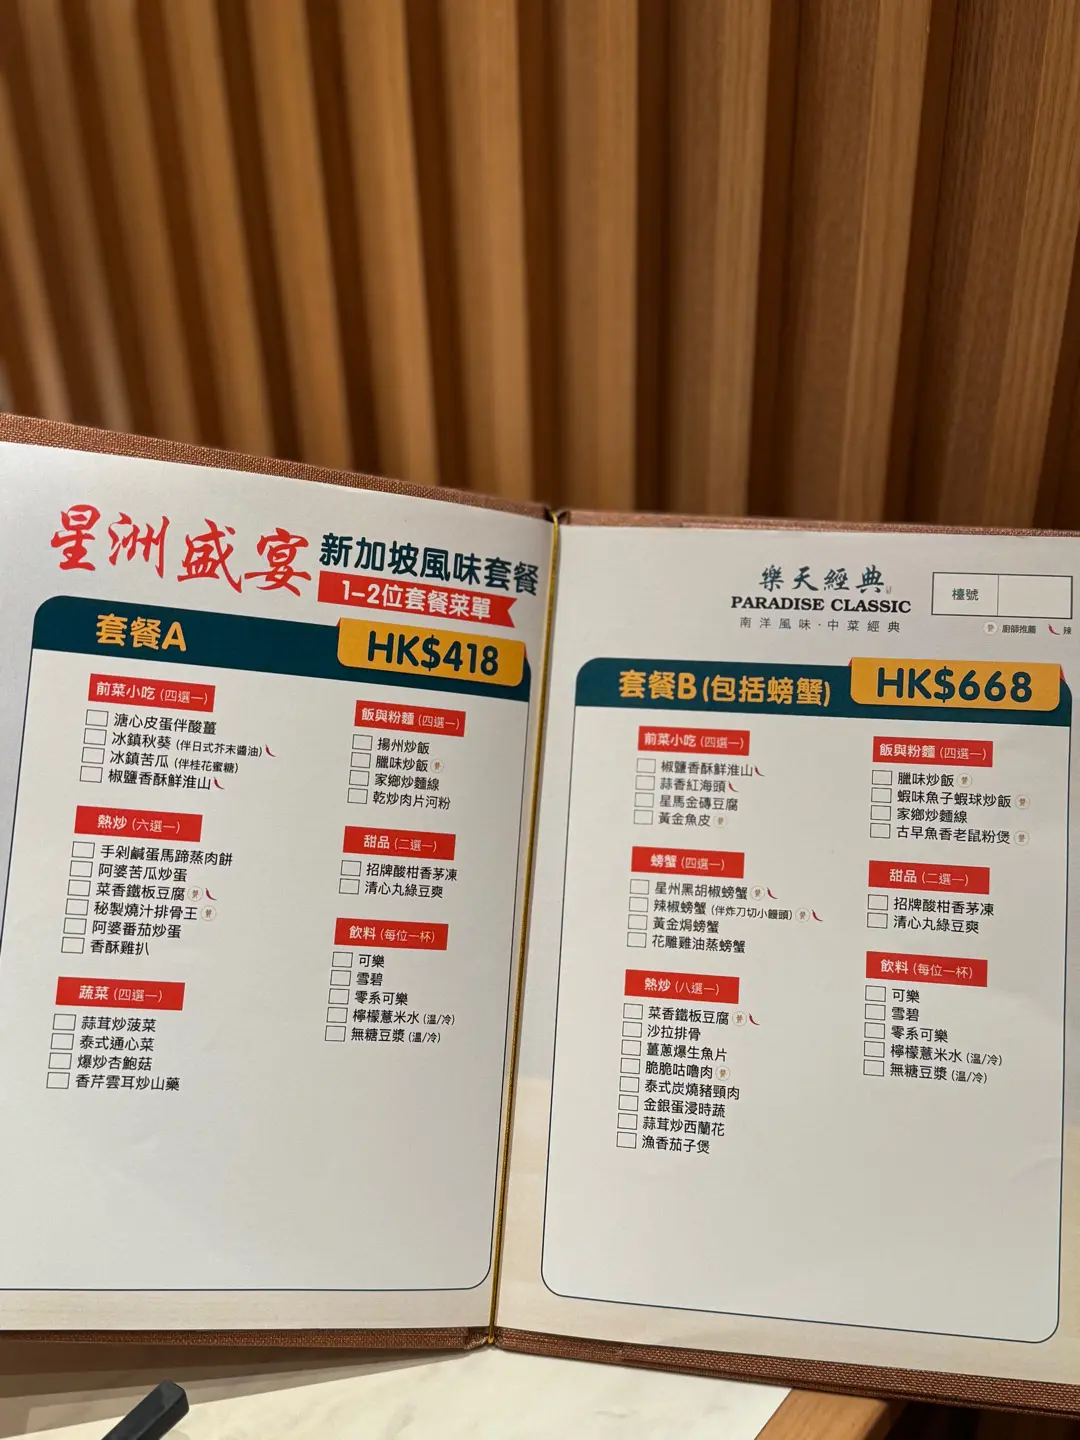 星洲盛宴
新加坡風味套餐
1-2位套餐菜單
套餐A
HK$418
前菜小吃 (四選一)
溏心皮蛋伴酸薑
冰鎮秋葵 (伴日式芥末醬油)
冰鎮苦瓜 (伴桂花蜜糖)
椒鹽香酥鮮淮山
熱炒 (六選一)
手剁鹹蛋馬蹄蒸肉餅
阿婆苦瓜炒蛋
菜香鐵板豆腐
秘製燒汁排骨王
阿婆番茄炒蛋
香酥雞扒
蔬菜 (四選一)
蒜茸炒菠菜
泰式通心菜
爆炒杏鮑菇
香芹雲耳炒山藥
飯與粉麵 (四選一)
揚州炒飯
臘味炒飯
家鄉炒麵線
乾炒肉片河粉
甜品 (二選一)
招牌酸柑香茅凍
清心丸綠豆爽
飲料 (每位一杯)
可樂
雪碧
零系可樂
檸檬薏米水 (溫/冷)
無糖豆漿 (溫/冷)
樂天經典
PARADISE CLASSIC
南洋風味·中菜經典
檯號
廚師推薦
辣
套餐B (包括螃蟹)
HK$668
前菜小吃 (四選一)
椒鹽香酥鮮淮山
蒜香紅海頭
星馬金磚豆腐
黃金魚皮
螃蟹 (四選一)
星州黑胡椒螃蟹
辣椒螃蟹 (伴炸刀切小饅頭)
黃金焗螃蟹
花雕雞油蒸螃蟹
熱炒 (八選一)
菜香鐵板豆腐
沙拉排骨
薑蔥爆生魚片
脆脆咕嚕肉
泰式炭燒豬頸肉
金銀蛋浸時蔬
蒜茸炒西蘭花
漁香茄子煲
飯與粉麵 (四選一)
臘味炒飯
蝦味魚子蝦球炒飯
家鄉炒麵線
古早魚香老鼠粉煲
甜品 (二選一)
招牌酸柑香茅凍
清心丸綠豆爽
飲料 (每位一杯)
可樂
雪碧
零系可樂
檸檬薏米水 (溫/冷)
無糖豆漿 (溫/冷)